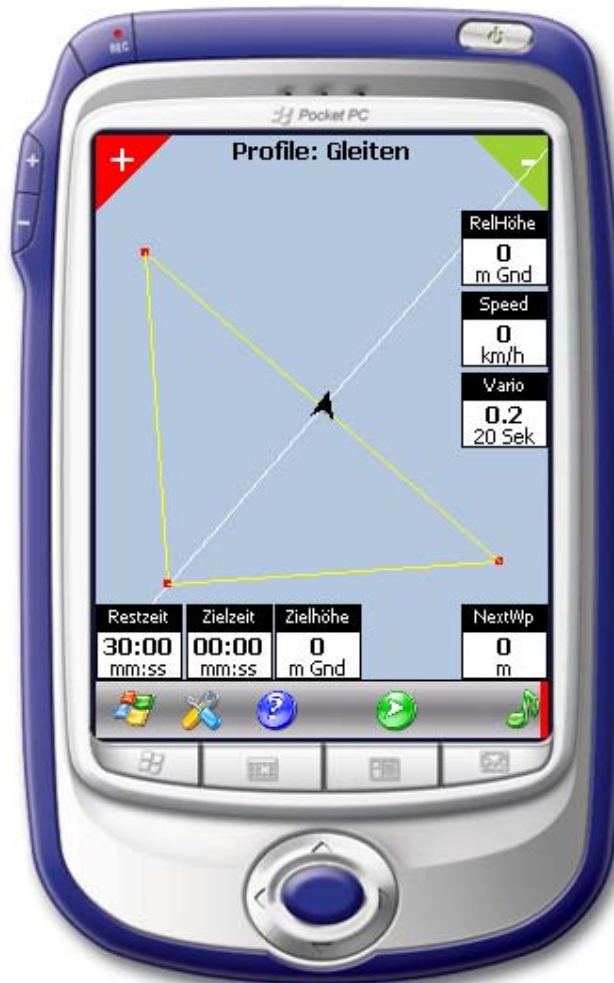 REC
Pocket PC
+
-
Profile: Gleiten
RelHöhe
0
m Gnd
Speed
0
km/h
Vario
0.2
20 Sek
Restzeit
30:00
mm:ss
Zielzeit
00:00
mm:ss
Zielhöhe
0
m Gnd
NextWp
0
m
?